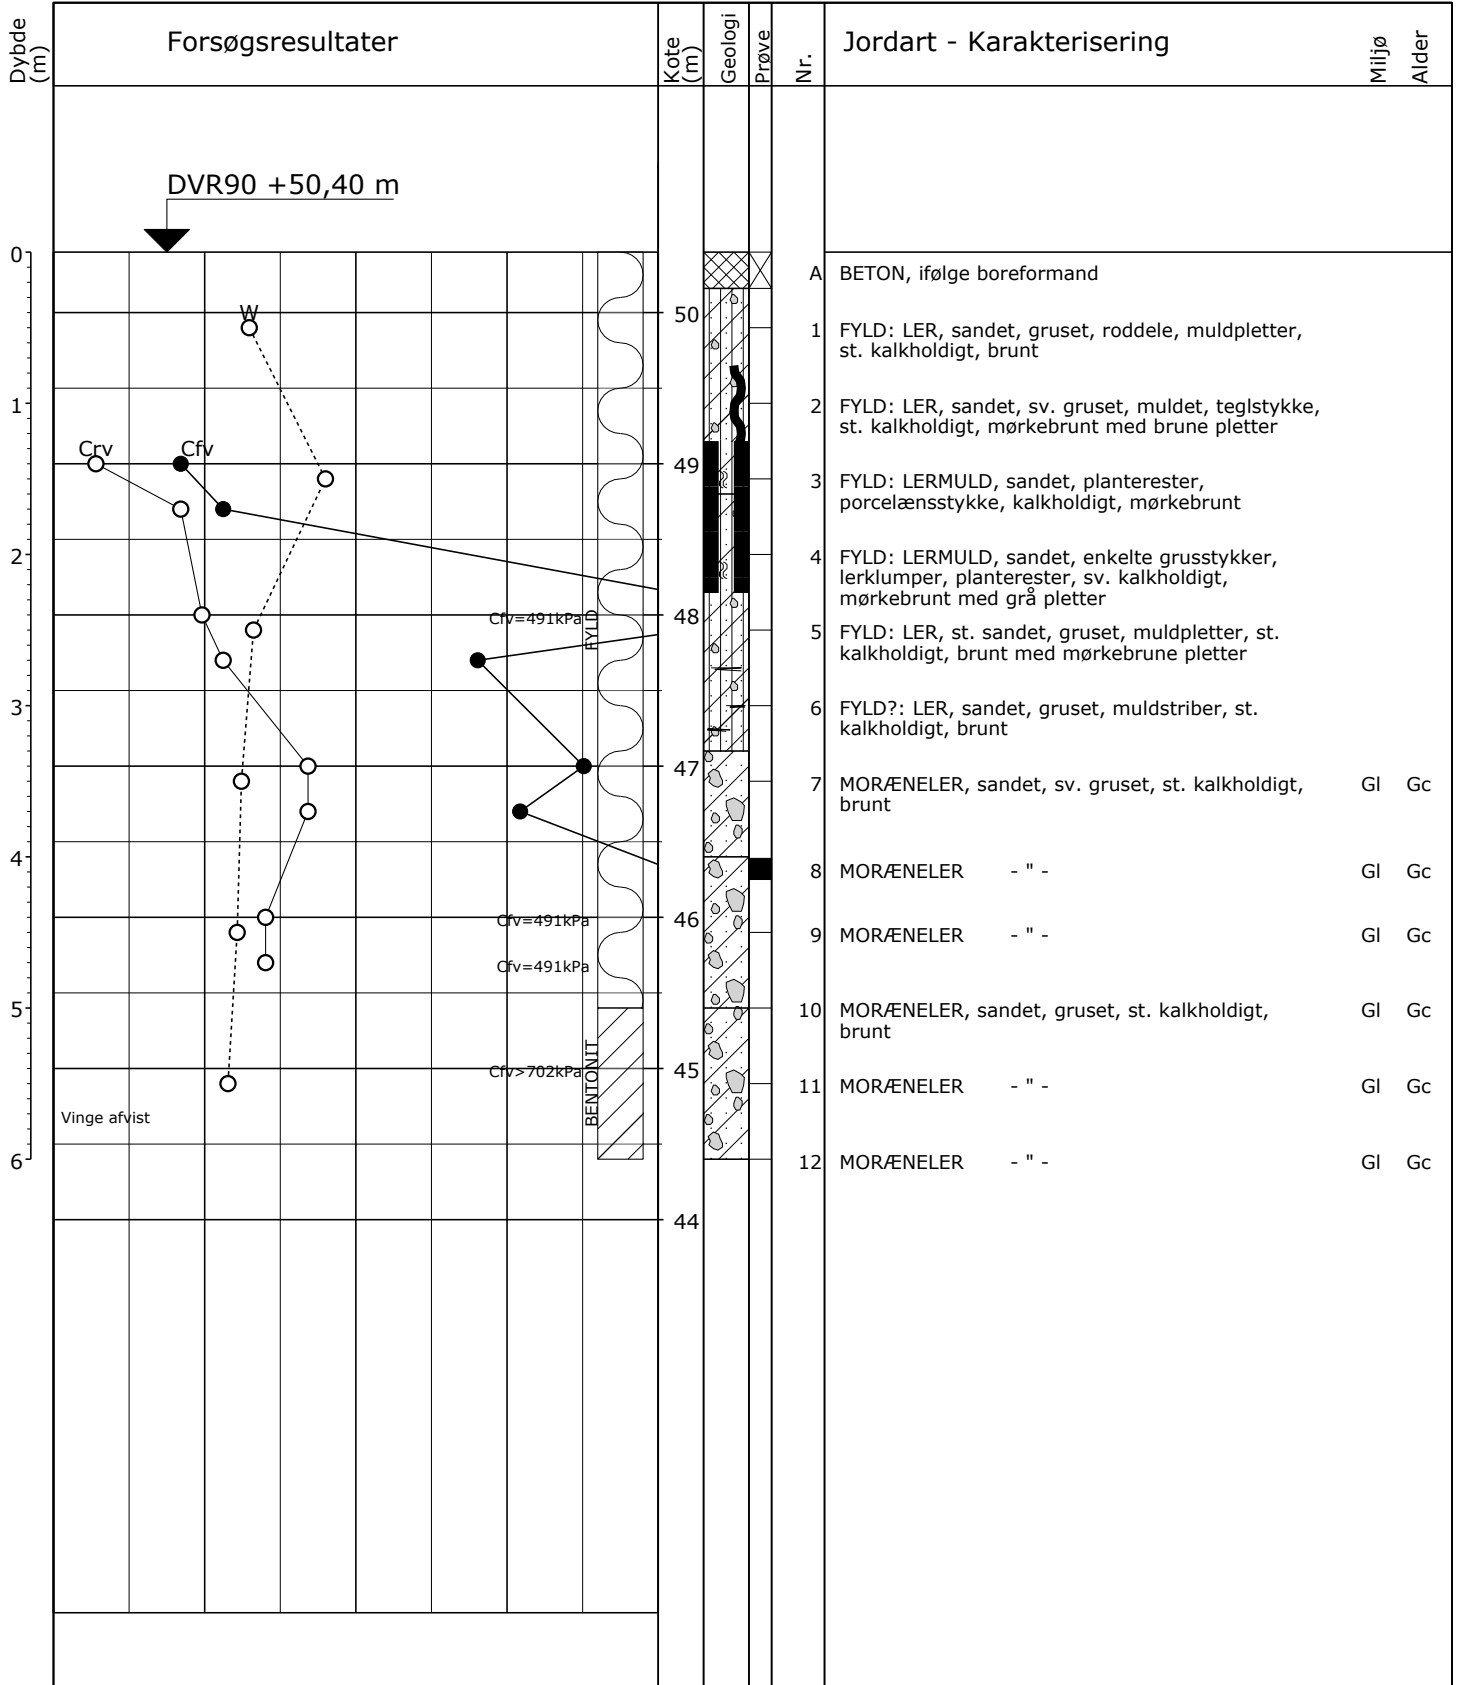 Dybde
(m)
Forsøgsresultater
Kote
(m)
Geologi
Prøve
Nr.
Jordart - Karakterisering
Miljø
Alder
DVR90 +50,40 m
0
A BETON, ifølge boreformand
W
50
1 FYLD: LER, sandet, gruset, roddele, muldpletter,
st. kalkholdigt, brunt
1
2 FYLD: LER, sandet, sv. gruset, muldet, teglstykke,
st. kalkholdigt, mørkebrunt med brune pletter
Crv Cfv
49
3 FYLD: LERMULD, sandet, planterester,
porcelænsstykke, kalkholdigt, mørkebrunt
2
4 FYLD: LERMULD, sandet, enkelte grusstykker,
lerklumper, planterester, sv. kalkholdigt,
mørkebrunt med grå pletter
Cfv=491kPa
FYLD
48
5 FYLD: LER, st. sandet, gruset, muldpletter, st.
kalkholdigt, brunt med mørkebrune pletter
3
6 FYLD?: LER, sandet, gruset, muldstriber, st.
kalkholdigt, brunt
47
7 MORÆNELER, sandet, sv. gruset, st. kalkholdigt, Gl Gc
brunt
4
8 MORÆNELER - " - Gl Gc
Cfv=491kPa
46
9 MORÆNELER - " - Gl Gc
Cfv=491kPa
5
10 MORÆNELER, sandet, gruset, st. kalkholdigt, Gl Gc
brunt
Cfv>702kPa
BENTONIT
45
11 MORÆNELER - " - Gl Gc
Vinge afvist
6
12 MORÆNELER - " - Gl Gc
44